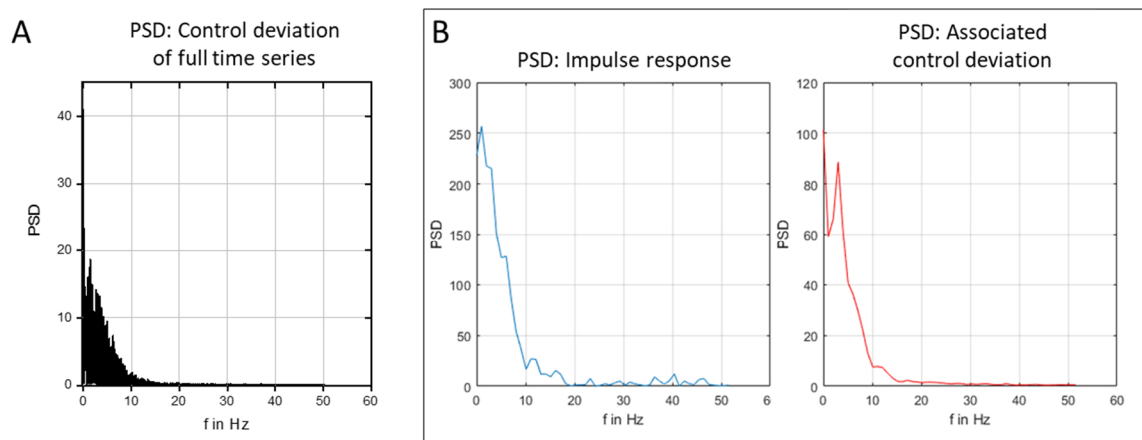 A
PSD: Control deviation
of full time series
PSD
40
30
20
10
0
0 10 20 30 40 50 60
f in Hz
B
PSD: Impulse response
PSD
300
250
200
150
100
50
0
0 10 20 30 40 50 6
f in Hz
PSD: Associated
control deviation
PSD
120
100
80
60
40
20
0
0 10 20 30 40 50 60
f in Hz